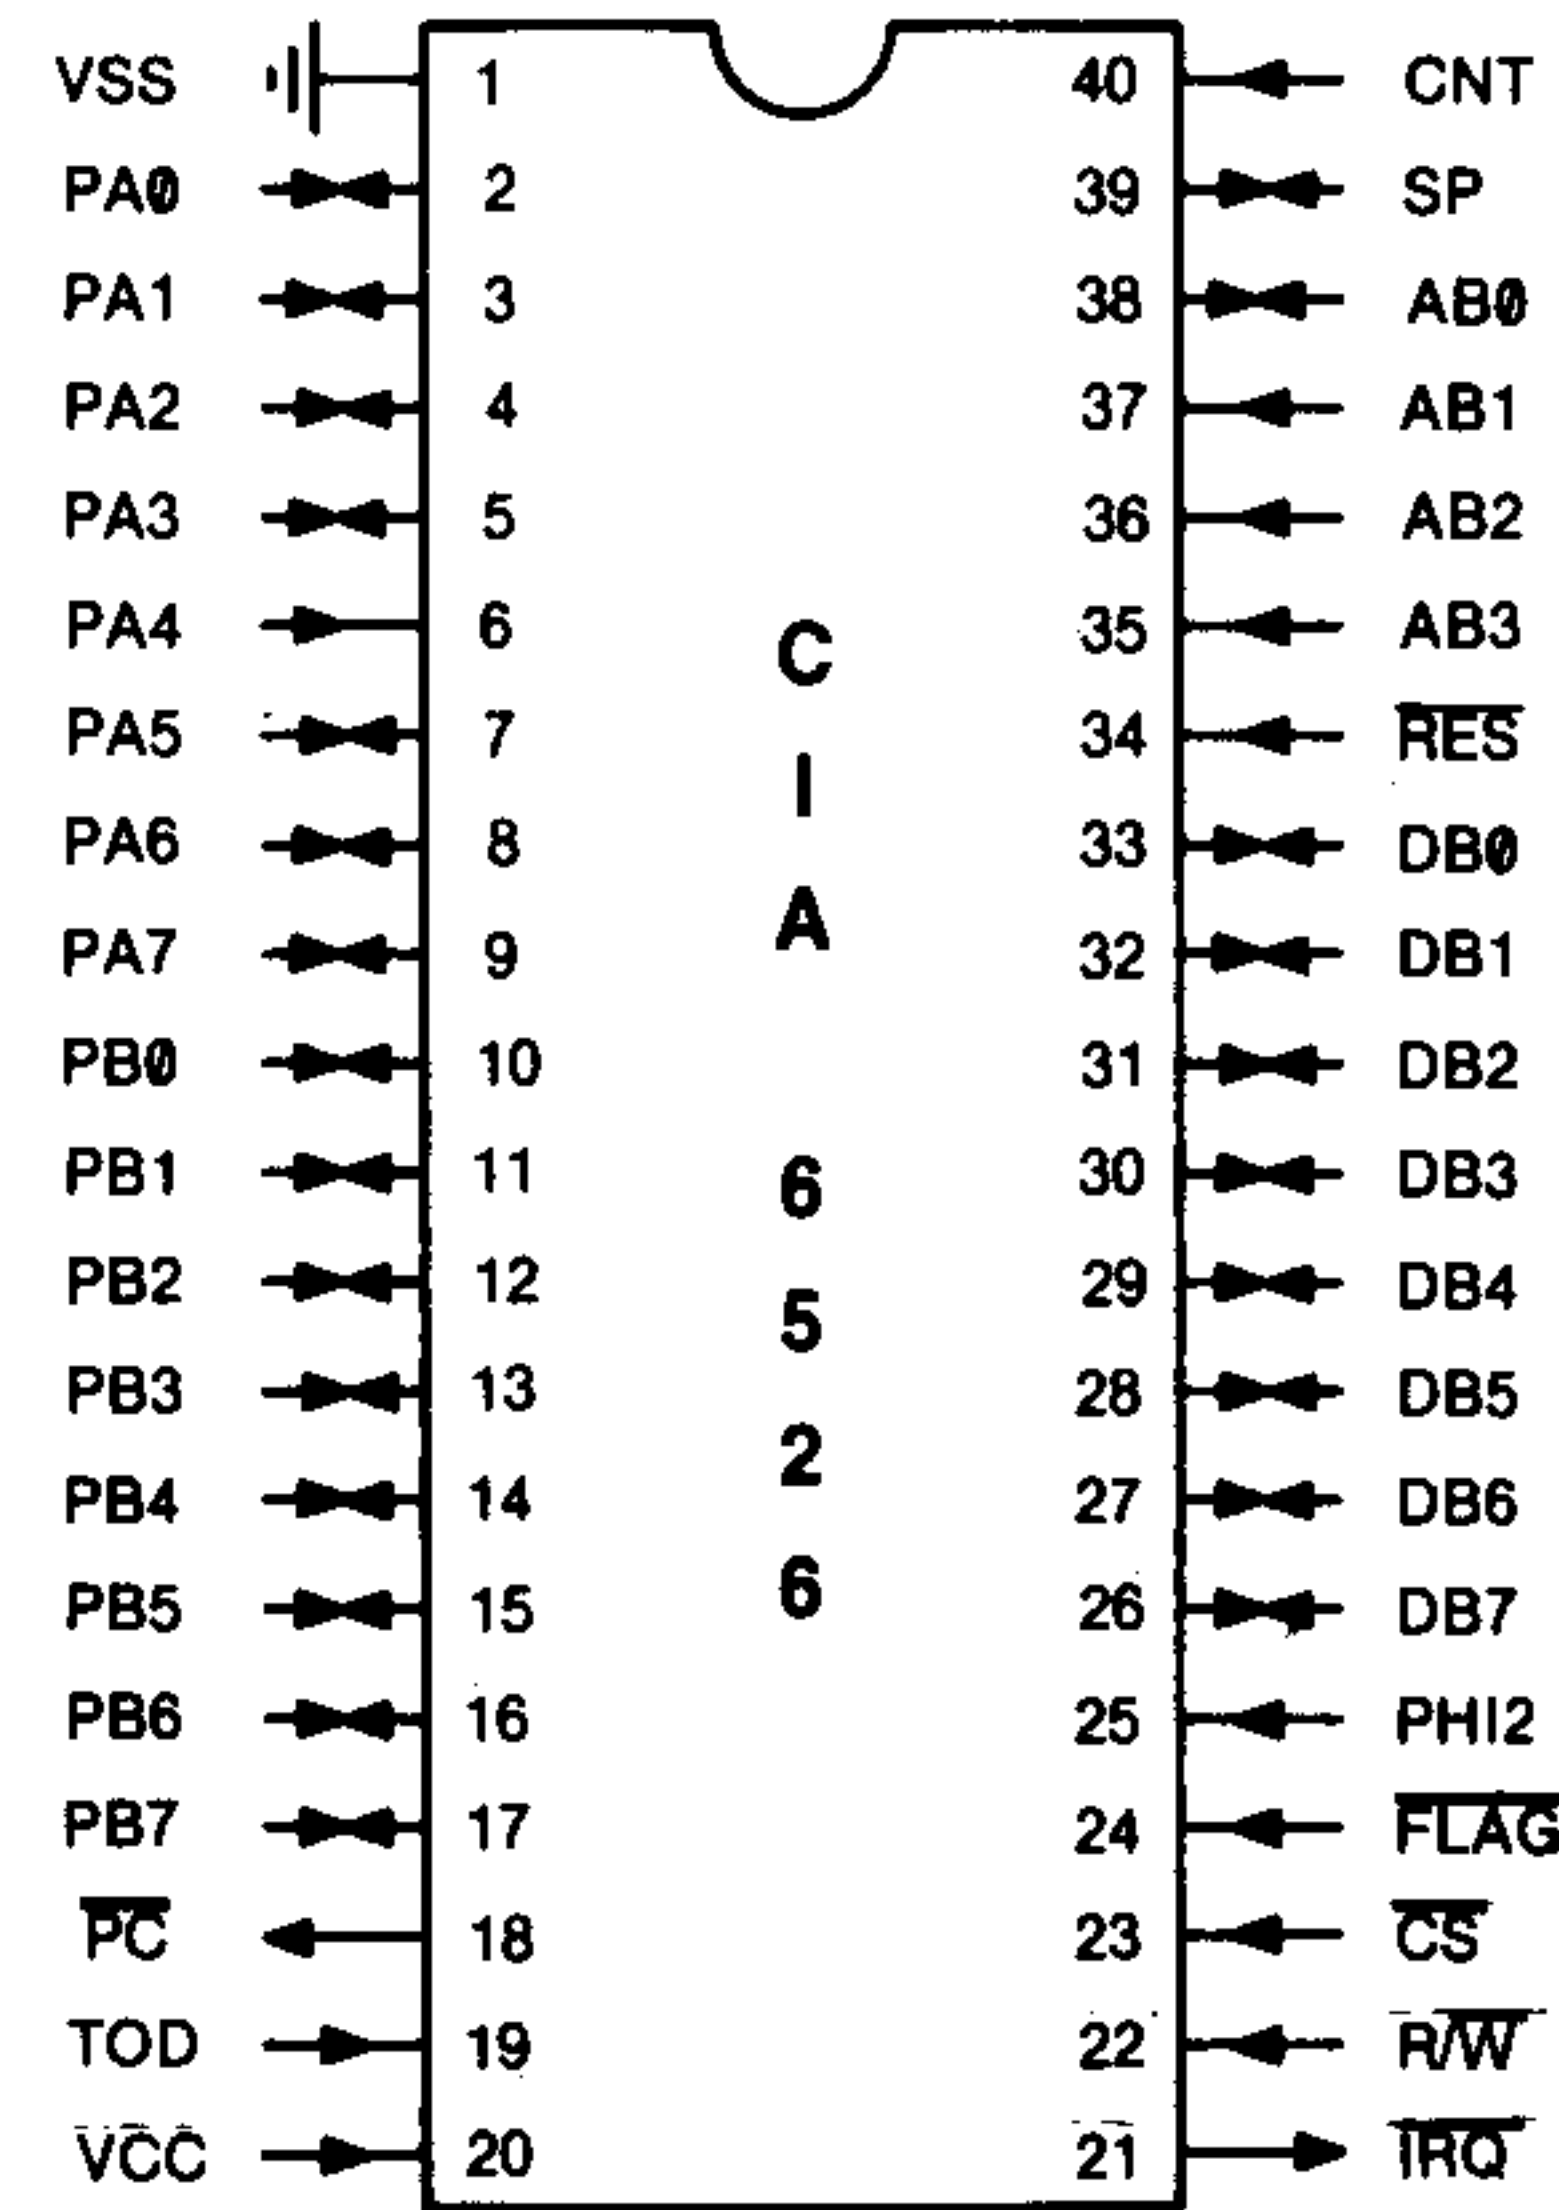 VSS 1 40 CNT
PA0 2 39 SP
PA1 3 38 AB0
PA2 4 37 AB1
PA3 5 36 AB2
PA4 6 35 AB3
PA5 7 34 RES
PA6 8 33 DB0
PA7 9 32 DB1
PB0 10 31 DB2
PB1 11 30 DB3
PB2 12 29 DB4
PB3 13 28 DB5
PB4 14 27 DB6
PB5 15 26 DB7
PB6 16 25 PHI2
PB7 17 24 FLAG
PC 18 23 CS
TOD 19 22 R/W
VCC 20 21 IRQ
CIA
6526